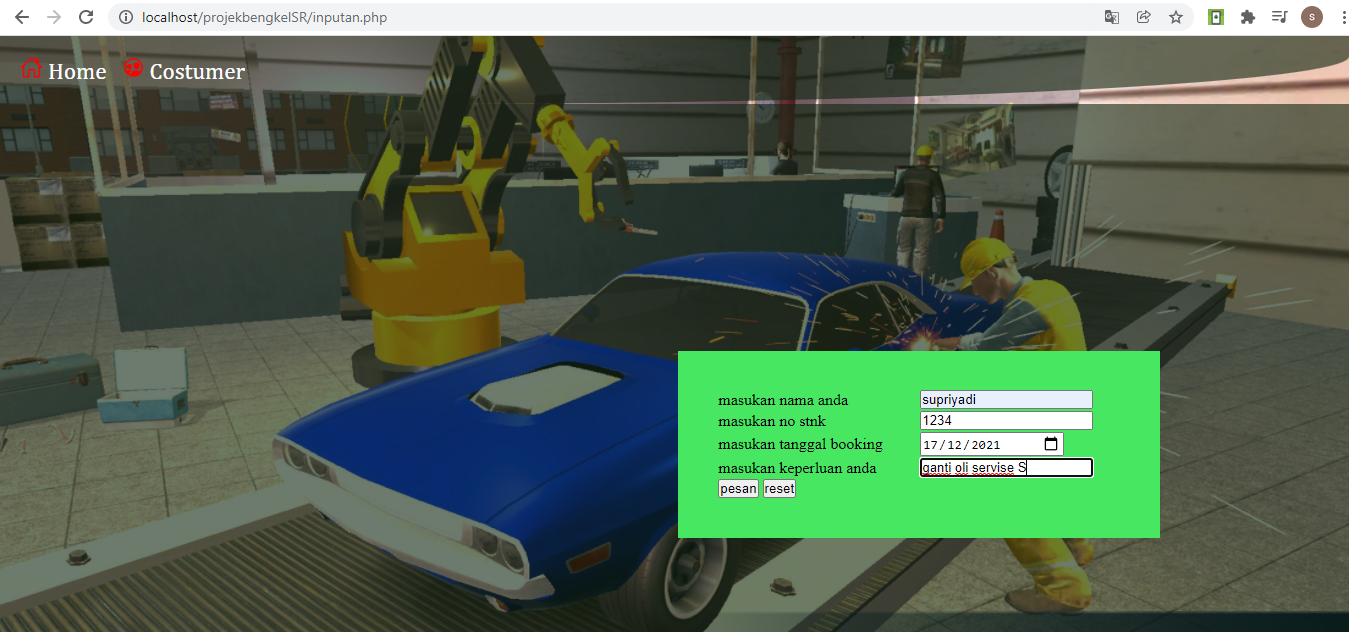 localhost/projekbengkelSR/inputan.php
S
Home Costumer
masukan nama anda supriyadi
masukan no stnk 1234
masukan tanggal booking 17/12/2021
masukan keperluan anda ganti oli servise S
pesan reset